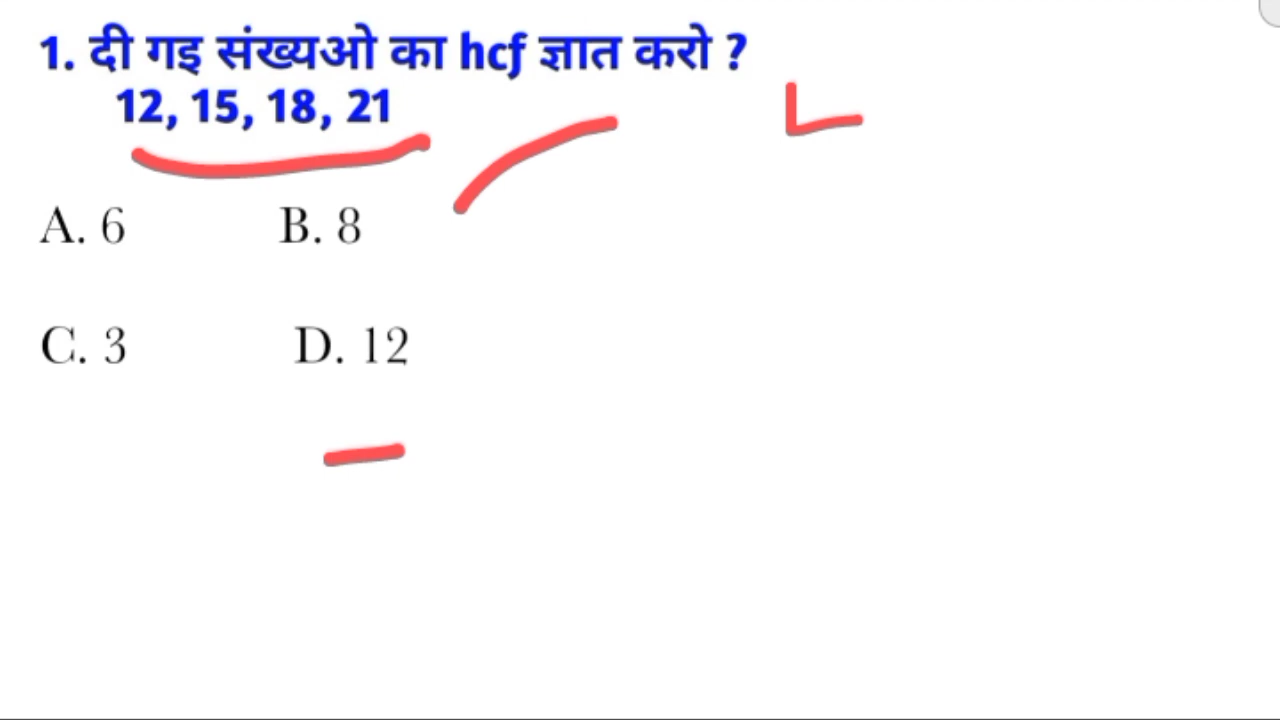 1. दी गइ संख्यओ का hcf ज्ञात करो ?
12, 15, 18, 21
A. 6 B. 8
C. 3 D. 12